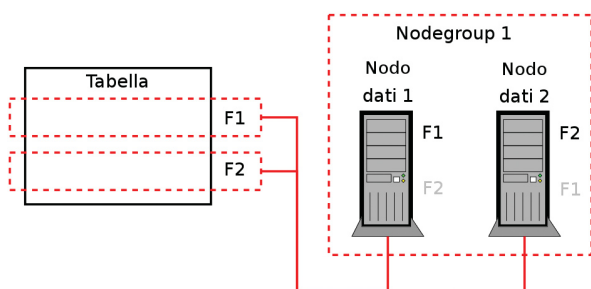 Tabella
F1
F2
Nodegroup 1
Nodo
dati 1
F1
F2
Nodo
dati 2
F2
F1